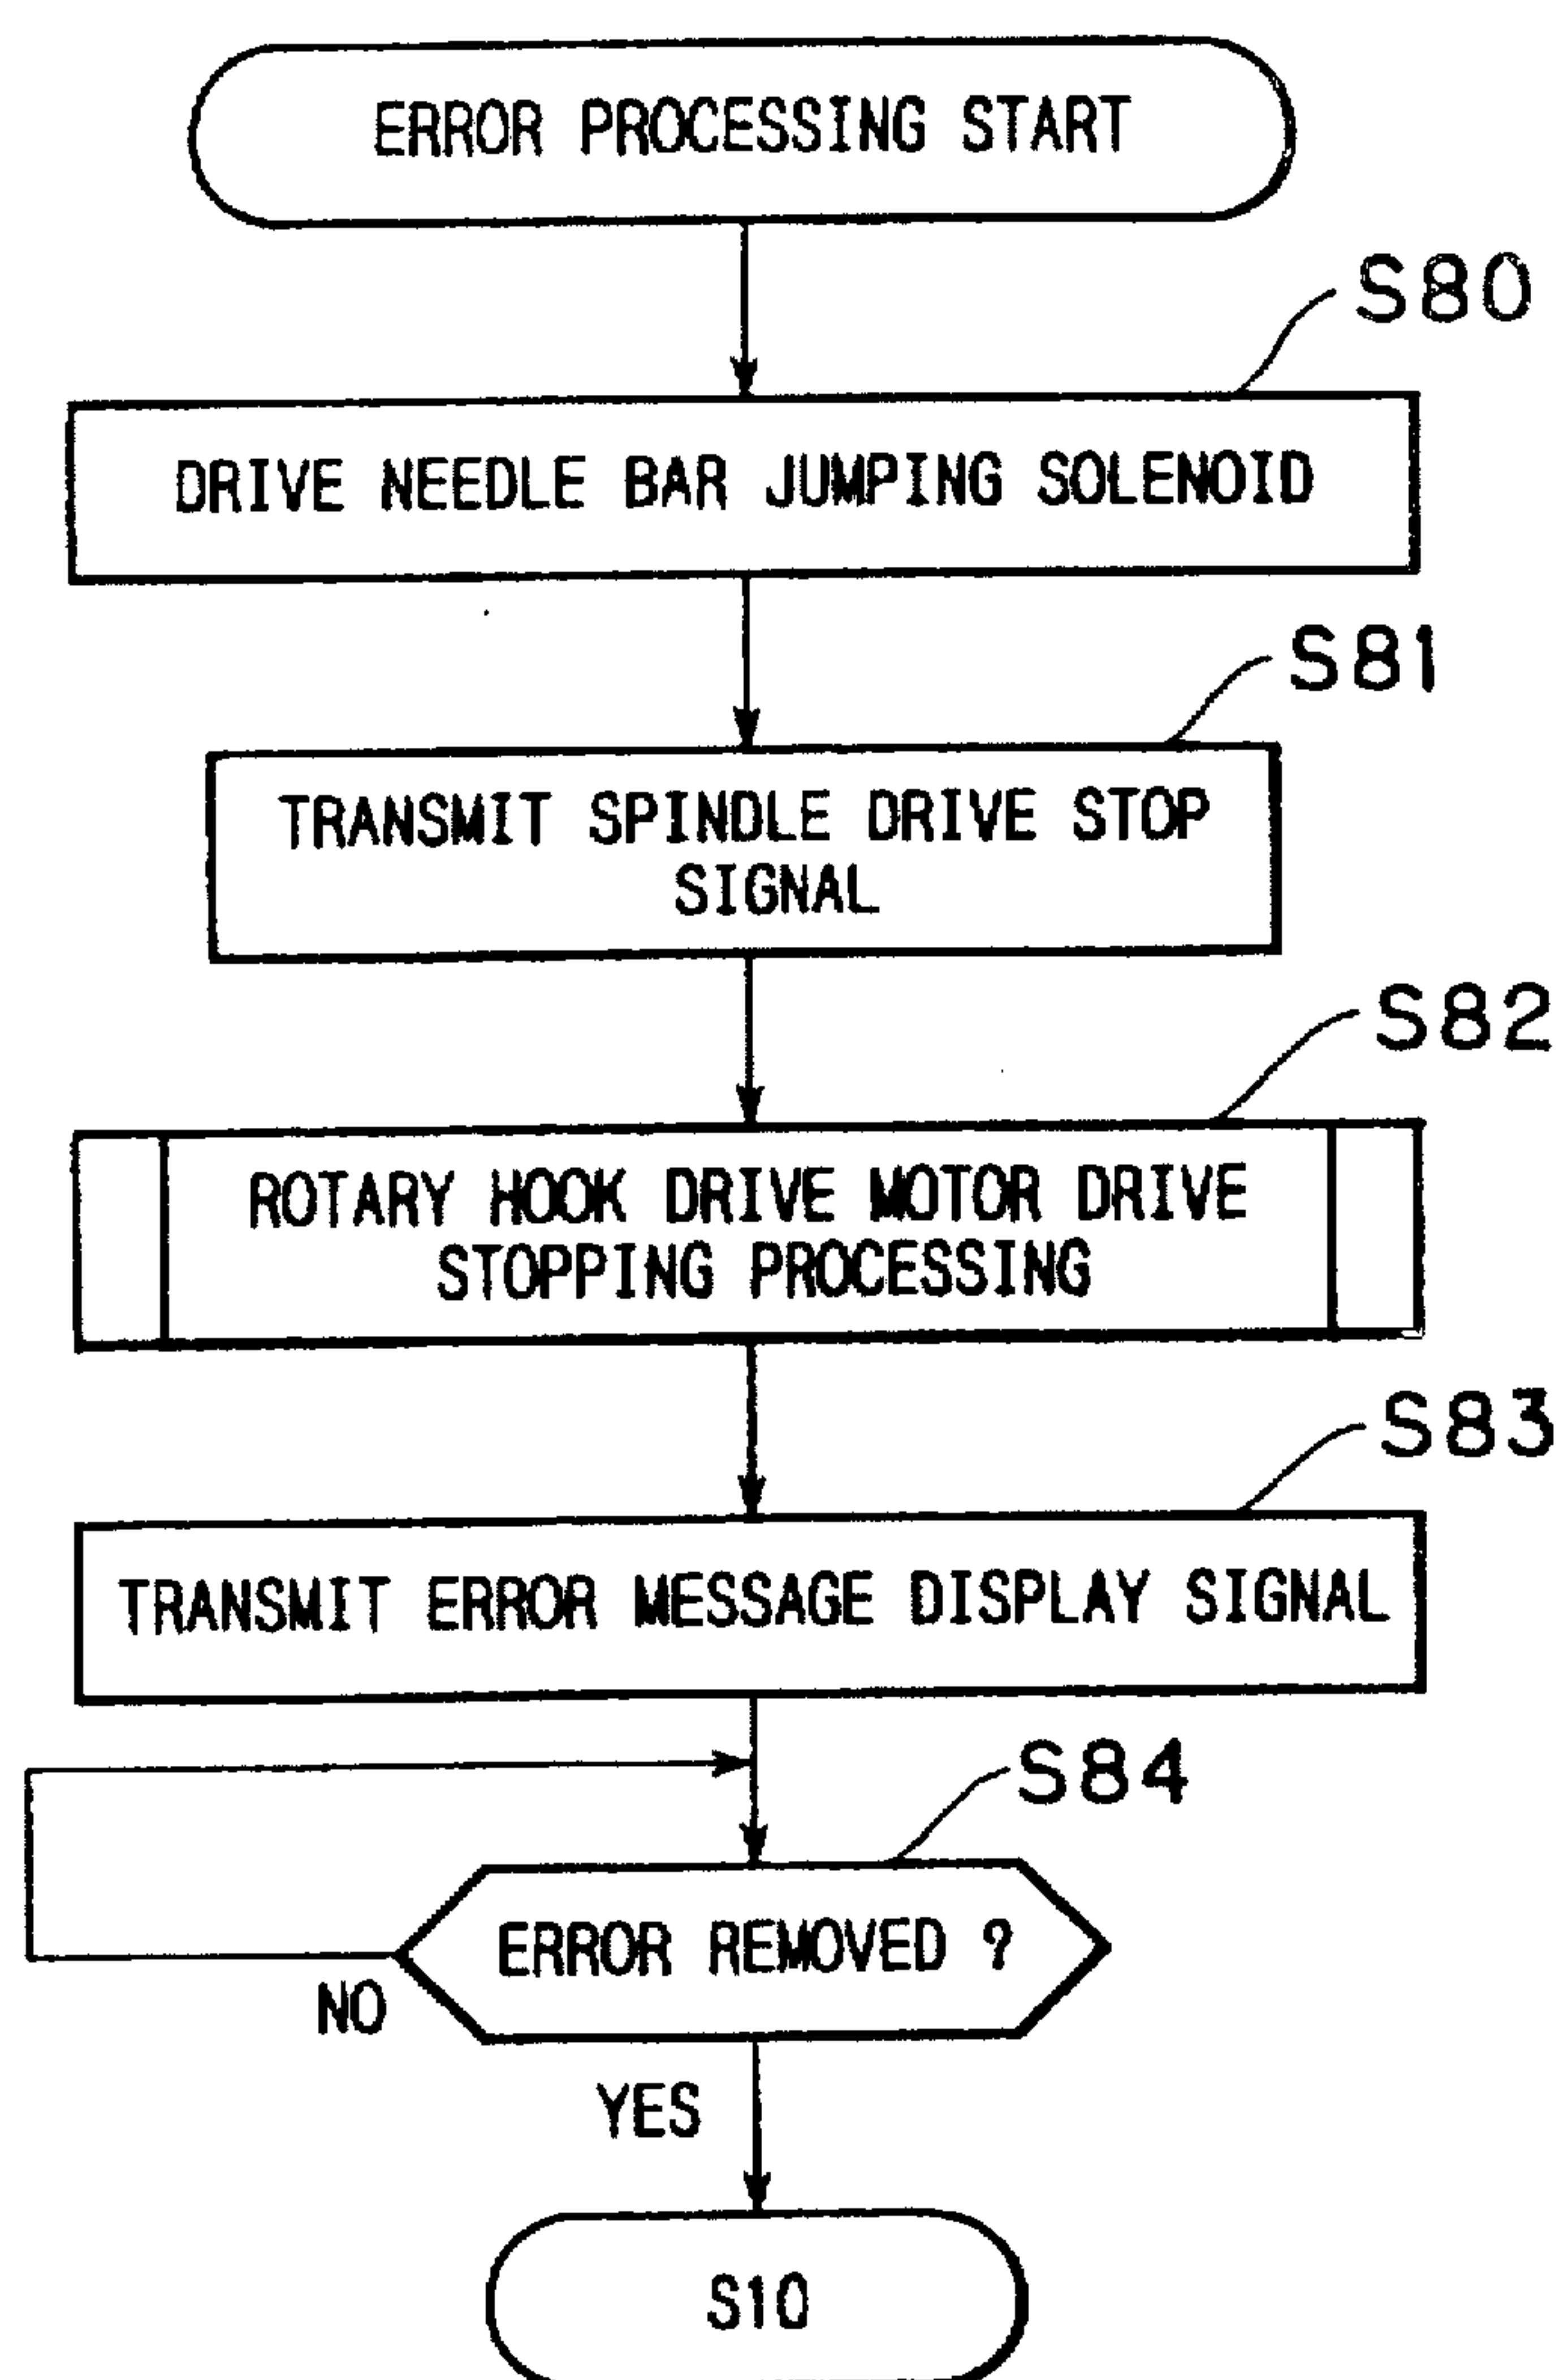 ERROR PROCESSING START
S80
DRIVE NEEDLE BAR JUMPING SOLENOID
S81
TRANSMIT SPINDLE DRIVE STOP
SIGNAL
S82
ROTARY HOOK DRIVE MOTOR DRIVE
STOPPING PROCESSING
S83
TRANSMIT ERROR MESSAGE DISPLAY SIGNAL
S84
ERROR REMOVED ?
NO
YES
S10